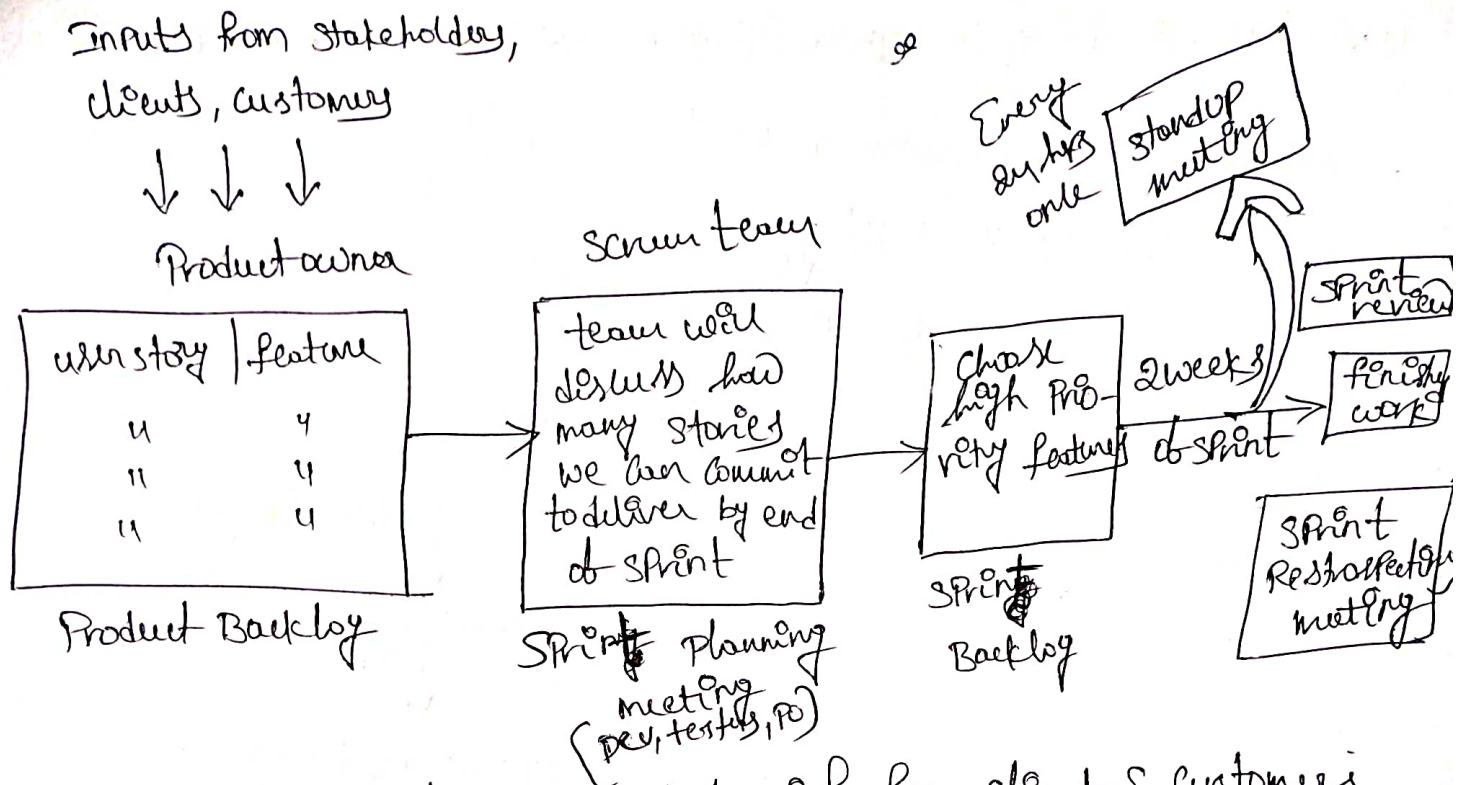 Inputs from stakeholders,
clients, customers
Product owner
user story | feature
" "
" "
" "
Product Backlog
Scrum team
team will
discuss how
many stories
we can commit
to deliver by end
of sprint
Sprint planning
meeting
(Dev, testers, PO)
choose
high Prio-
rity features
Sprint
Backlog
2 weeks
of sprint
Every
24 hrs
once
standup
meeting
Sprint
review
finish
work
Sprint
Restrospection
meeting
customers